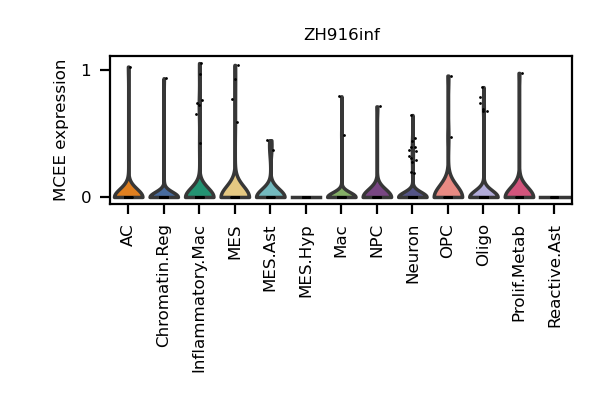 ZH916inf
MCEE expression
1
0
AC
Chromatin.Reg
Inflammatory.Mac
MES
MES.Ast
MES.Hyp
Mac
NPC
Neuron
OPC
Oligo
Prolif.Metab
Reactive.Ast